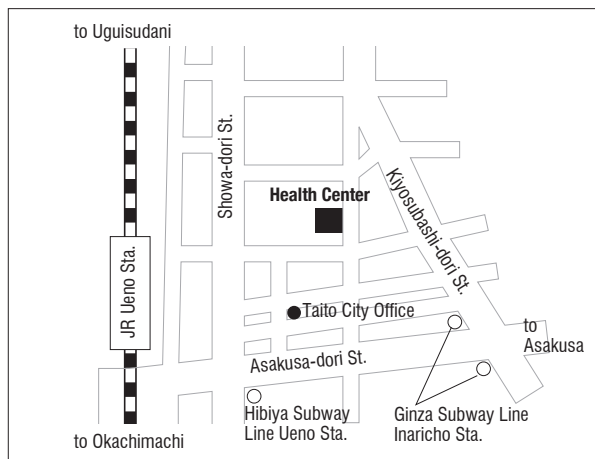 to Uguisudani
Showa-dori St.
Kiyosubashi-dori St.
Health Center
JR Ueno Sta.
Taito City Office
to
Asakusa
Asakusa-dori St.
Hibiya Subway
Line Ueno Sta.
Ginza Subway Line
Inaricho Sta.
to Okachimachi